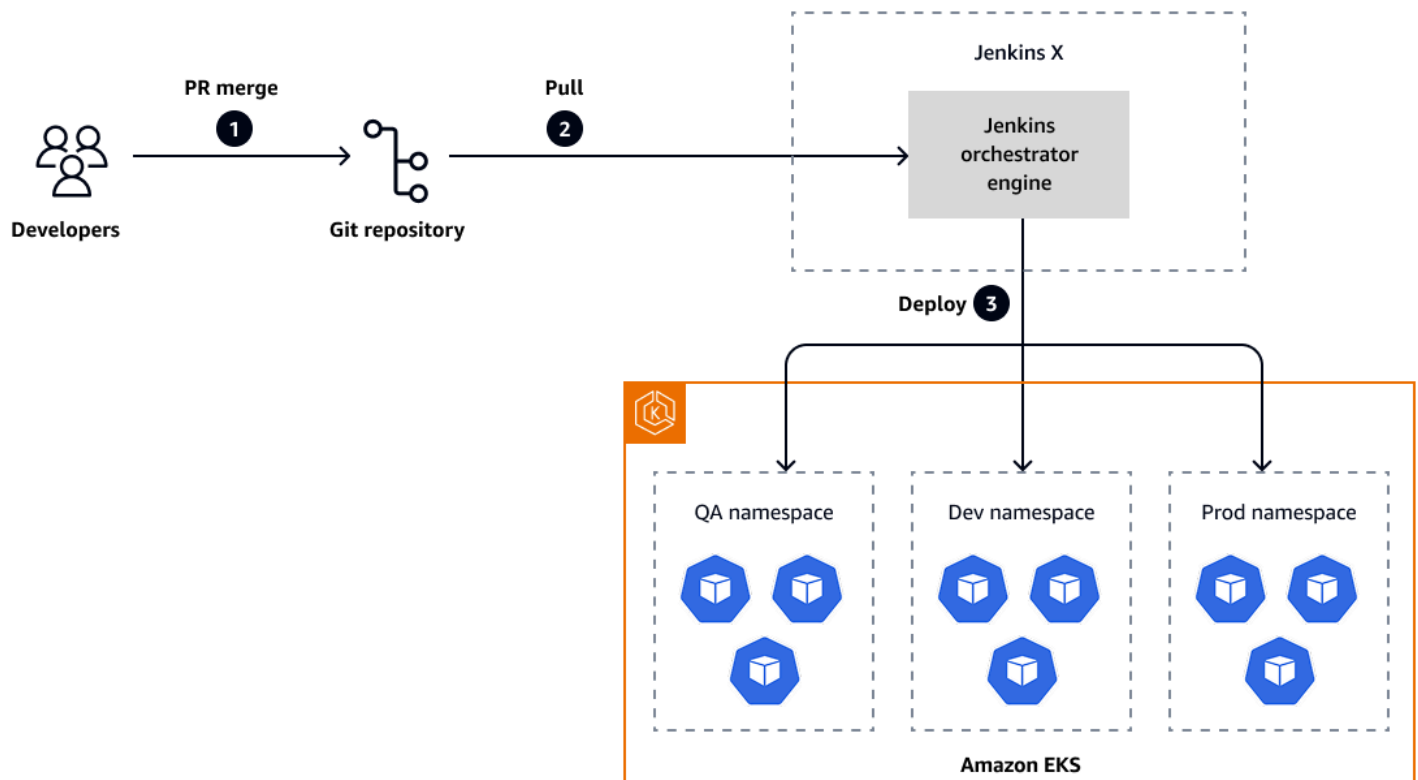 Jenkins X
PR merge
1
Pull
2
Jenkins
orchestrator
engine
Developers
Git repository
Deploy 3
K
QA namespace
Dev namespace
Prod namespace
Amazon EKS